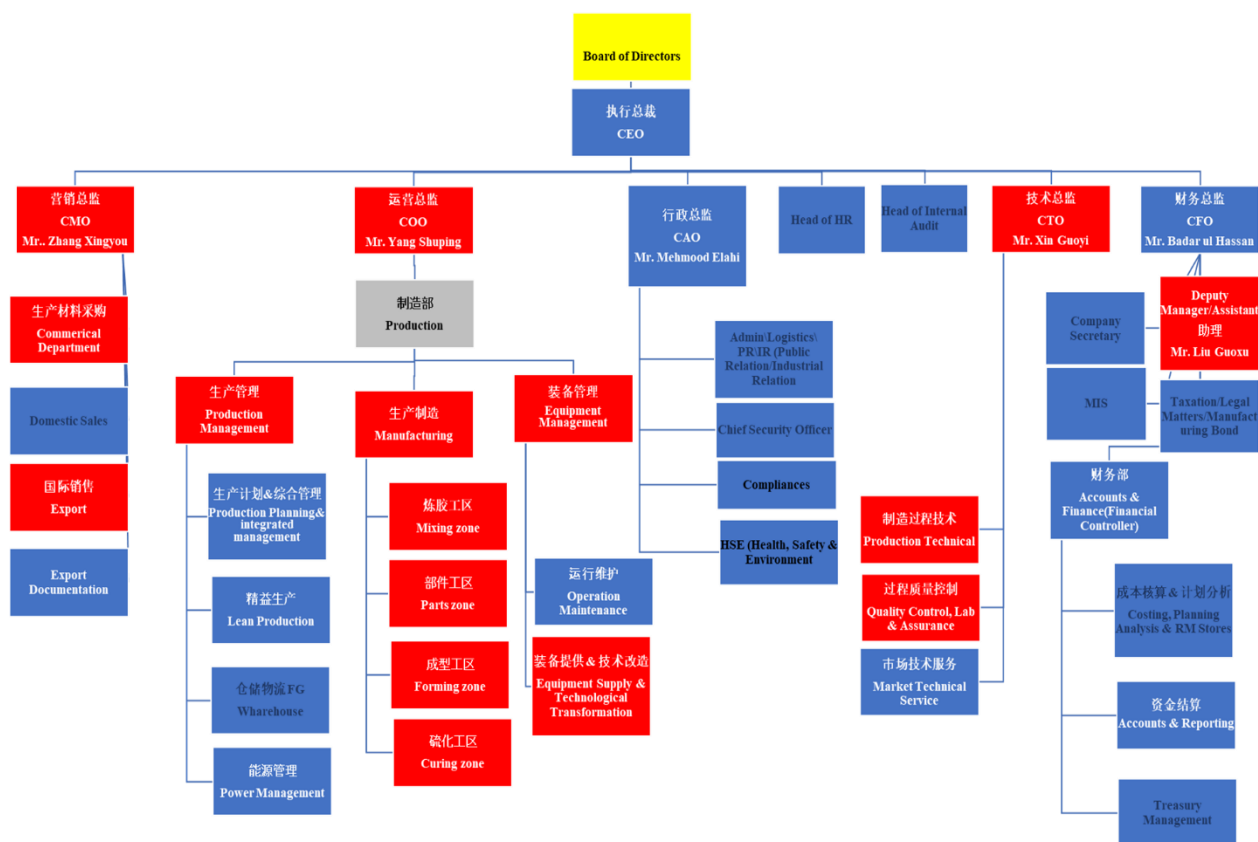 Board of Directors
执行总裁
CEO
营销总监
CMO
Mr.. Zhang Xingyou
运营总监
COO
Mr. Yang Shuping
行政总监
CAO
Mr. Mehmood Elahi
Head of HR
Head of Internal
Audit
技术总监
CTO
Mr. Xin Guoyi
财务总监
CFO
Mr. Badar ul Hassan
生产材料采购
Commerical
Department
Domestic Sales
国际销售
Export
Export
Documentation
制造部
Production
生产管理
Production
Management
生产制造
Manufacturing
装备管理
Equipment
Management
生产计划&综合管理
Production Planning&
integrated
management
精益生产
Lean Production
仓储物流 FG
Wharehouse
能源管理
Power Management
炼胶工区
Mixing zone
部件工区
Parts zone
成型工区
Forming zone
硫化工区
Curing zone
运行维护
Operation
Maintenance
装备提供 & 技术改造
Equipment Supply &
Technological
Transformation
Admin\Logistics\
PR\IR (Public
Relation/Industrial
Relation
Chief Security Officer
Compliances
HSE (Health, Safety &
Environment
制造过程技术
Production Technical
过程质量控制
Quality Control, Lab
& Assurance
市场技术服务
Market Technical
Service
Company
Secretary
MIS
Deputy
Manager/Assistant
助理
Mr. Liu Guoxu
Taxation/Legal
Matters/Manufact
uring Bond
财务部
Accounts &
Finance(Financial
Controller)
成本核算 & 计划分析
Costing, Planning
Analysis & RM Stores
资金结算
Accounts & Reporting
Treasury
Management